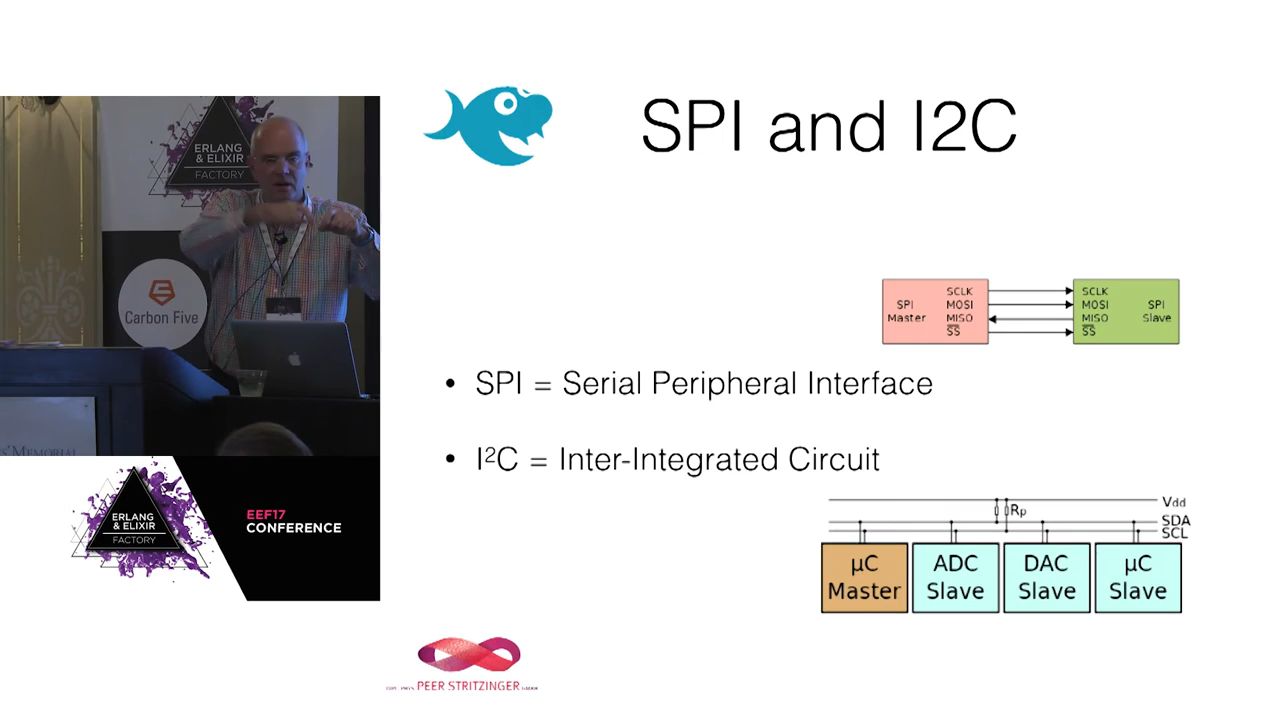 SPI and I2C
ERLANG
& ELIXIR
FACTORY
Carbon Five
SCLK
MOSI
MISO
SS
SPI
Master
SCLK
MOSI
MISO
SS
SPI
Slave
• SPI = Serial Peripheral Interface
• I²C = Inter-Integrated Circuit
Vdd
Rp
SDA
SCL
µC
Master
ADC
Slave
DAC
Slave
µC
Slave
MEMORIAL
ERLANG
& ELIXIR
FACTORY
EEF17
CONFERENCE
PEER STRITZINGER